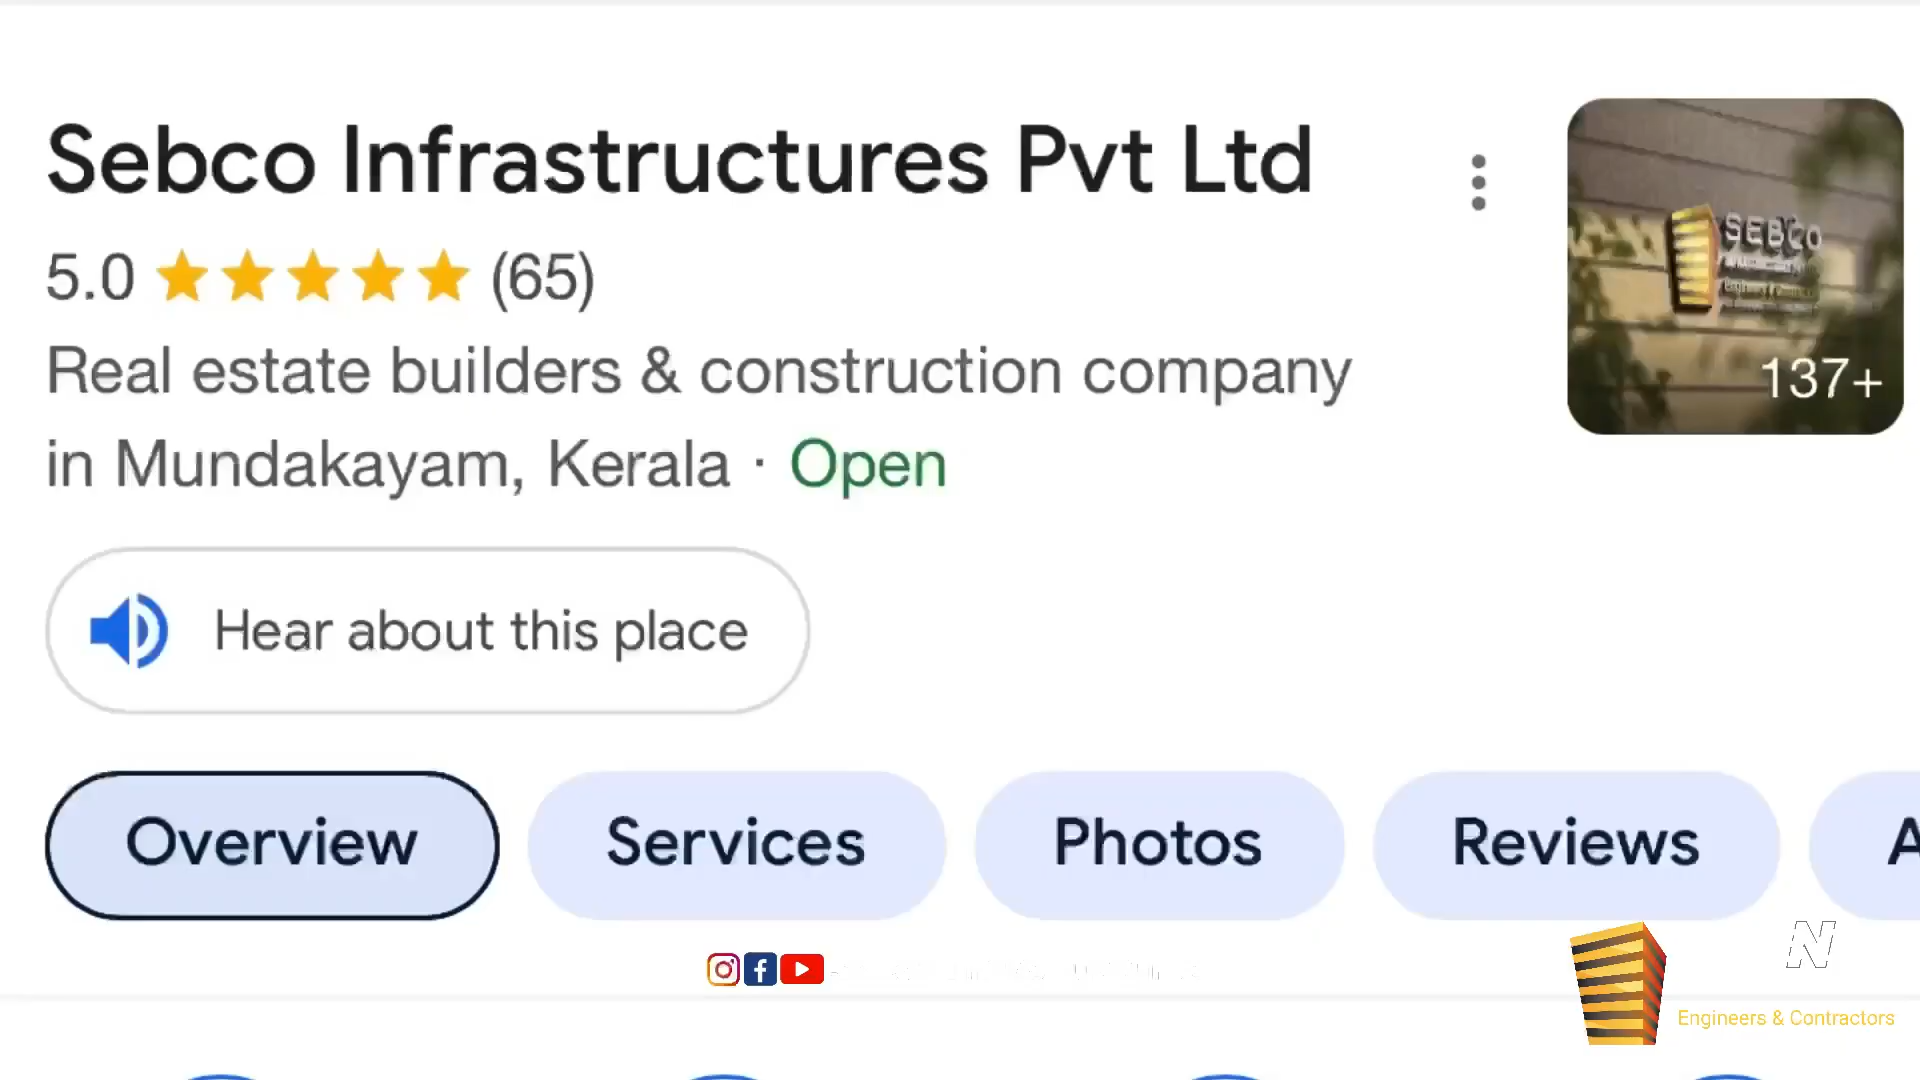 Sebco Infrastructures Pvt Ltd
5.0 (65)
Real estate builders & construction company
in Mundakayam, Kerala · Open
SEBCO
137+
Hear about this place
Overview
Services
Photos
Reviews
A
N
Engineers & Contractors